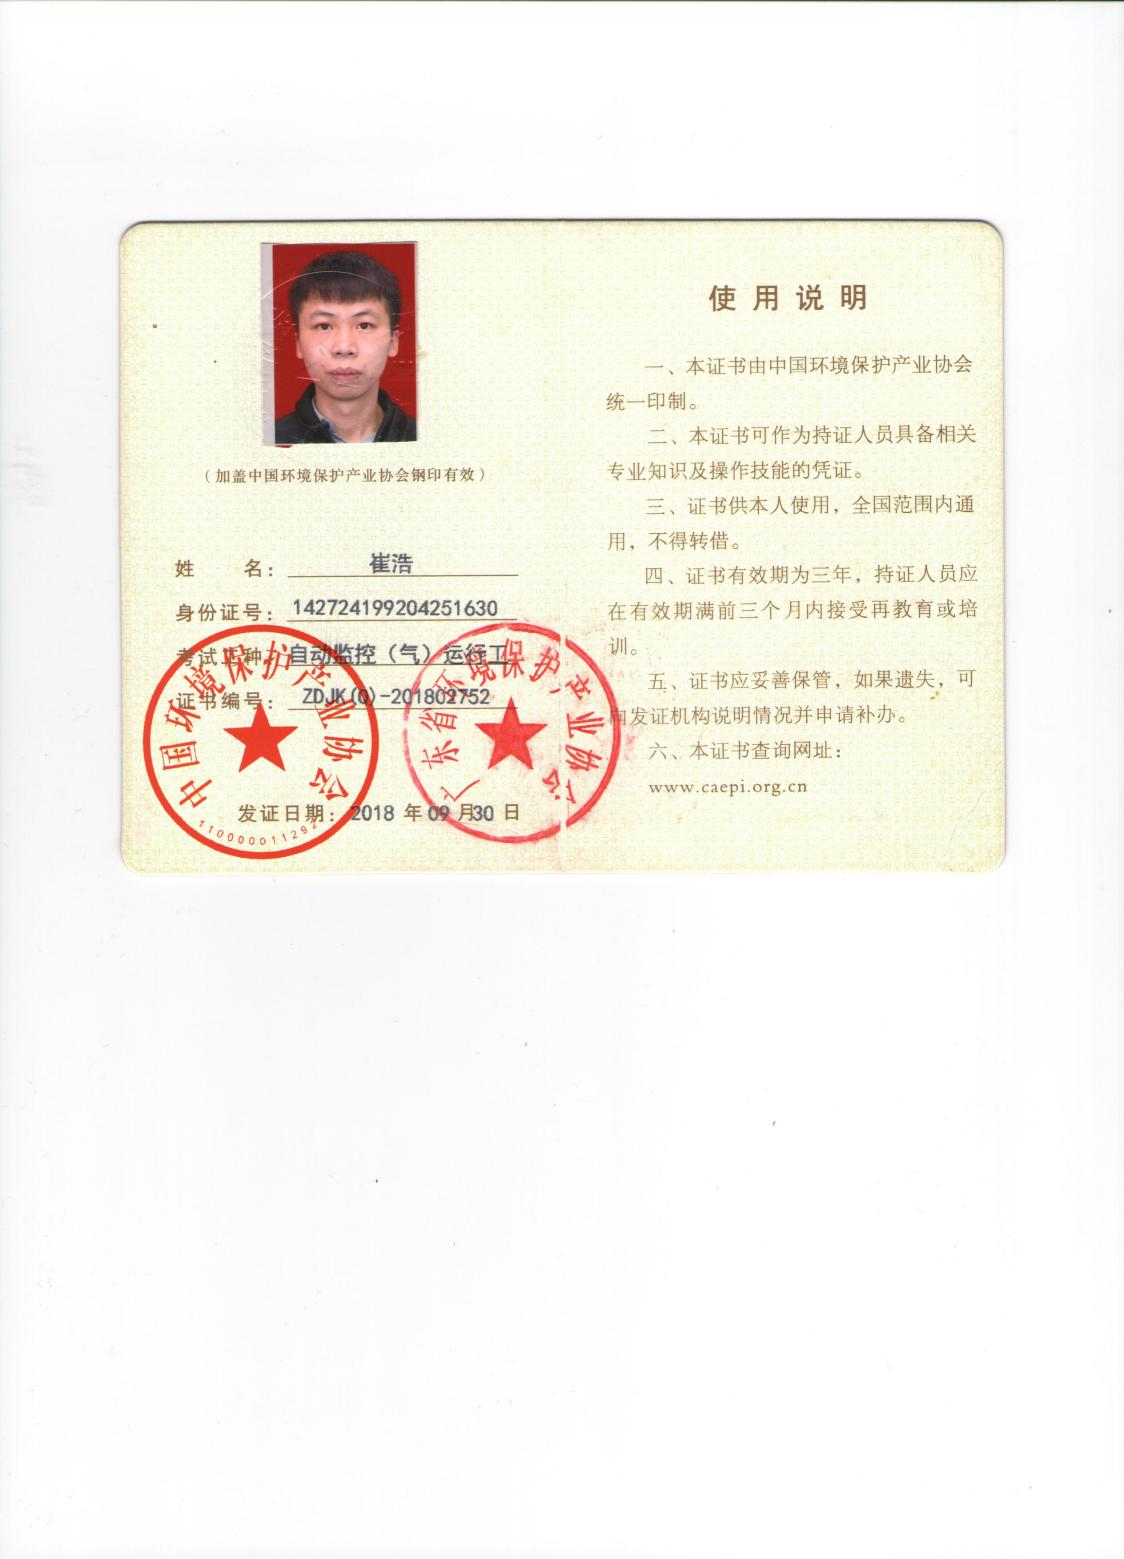 （加盖中国环境保护产业协会钢印有效）
姓 名：崔浩
身份证号：142724199204251630
考试工种：自动监控（气）运行工
证书编号：ZDJK(Q)-201802752
中国环境保护产业协会
广东省环境保护产业协会
发证日期：2018 年 09 月 30 日
使用说明
一、本证书由中国环境保护产业协会
统一印制。
二、本证书可作为持证人员具备相关
专业知识及操作技能的凭证。
三、证书供本人使用，全国范围内通
用，不得转借。
四、证书有效期为三年，持证人员应
在有效期满前三个月内接受再教育或培
训。
五、证书应妥善保管，如果遗失，可
向发证机构说明情况并申请补办。
六、本证书查询网址：
www.caepi.org.cn